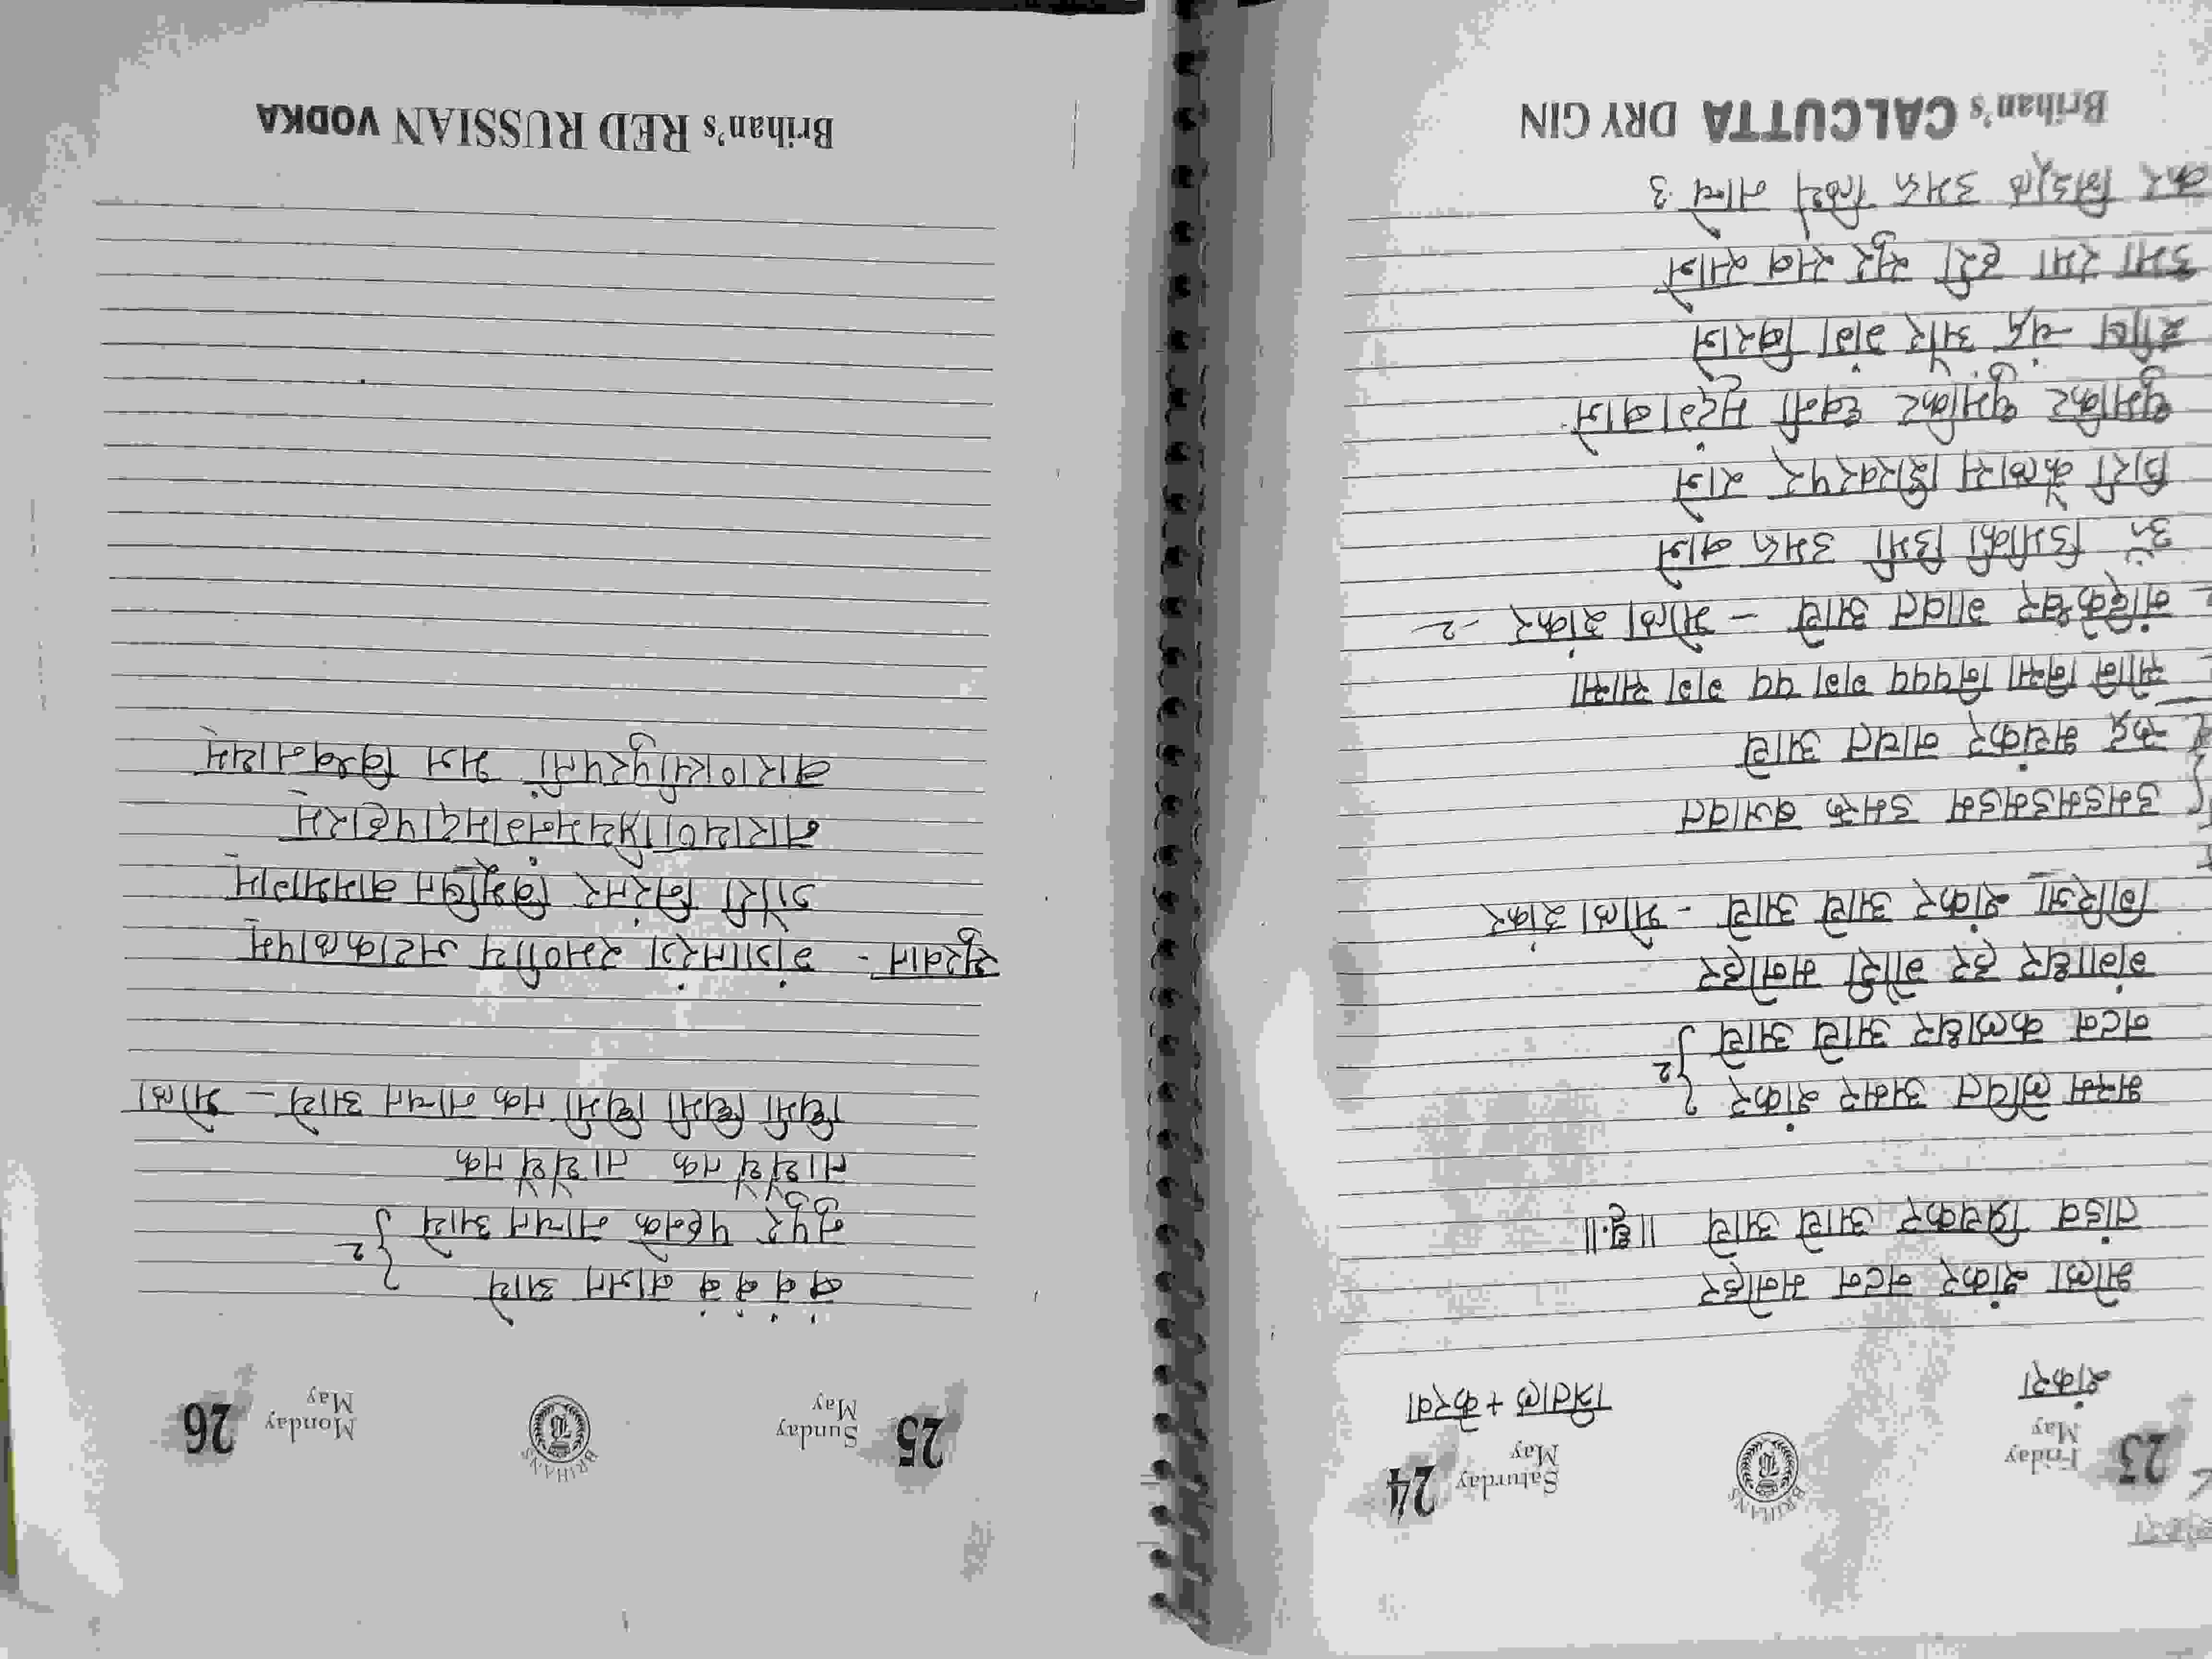 23 Friday May
BRIHANS
B
Saturday May 24
शंकरा
त्रिताल + केरवा
भोला शंकर नटन मनोहर
तांडव प्रियकर आये आये ॥धृ.॥
भस्म लेपित अमर शंकर
नटन कलाधर आये आये } 2
गंगाधर हर गौरी मनोहर
गिरिजा शंकर आये आये - भोला शंकर
डमडमडमडम डमरू बजावत
रूद्र भयंकर नाचत आये
सोनि निसा निपपप गग पप गग सासा
नंदिकेश्वर गावत आये - भोला शंकर -२
ॐ डिमीकी डिमी डमरू बाजे
गिरी कैलास शिखरपर राजे
धुमकिट धुमकिट ध्वनी मृदंग बाजे
शीष चंद्र और गंग बिराजे
उमा रमा हरी सुर सब साजे
कर त्रिशूल डमरू लिये नाचे ३
Brihan's CALCUTTA DRY GIN
25 Sunday May
BRIHANS
B
Monday May 26
बं बं बं बं बाजत आये
नुपुर पहनके नाचत आये } 2
ताथैथै तक ता थैथै तक
धिमी धिमी धिमी तक नाचत आये - भोला
सुरवात - गंगातरंग रमणीय जटाकलापम्
गौरी निरंतर विभूषित वामभागम्
नारायणप्रियमनंगमदापहारम्
वाराणसीपुरपतीं भज विश्वनाथम्
Brihan's RED RUSSIAN VODKA